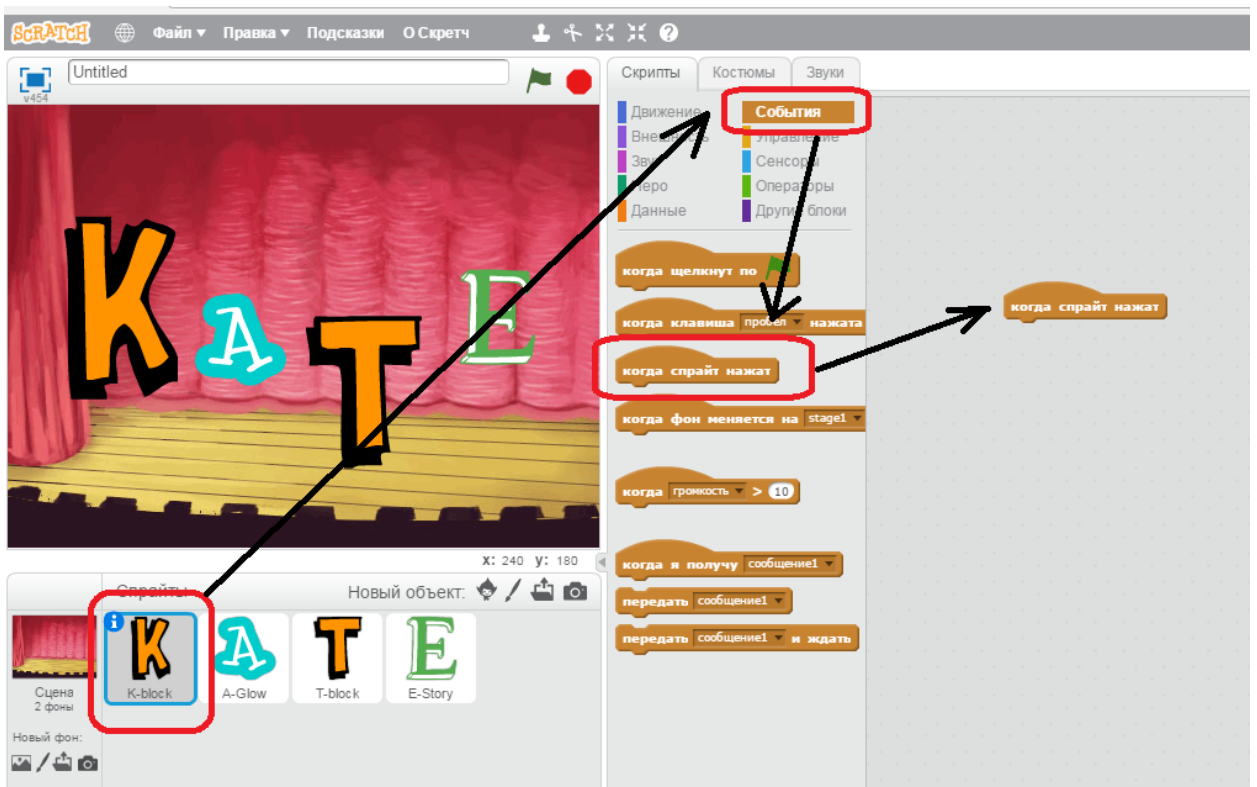 SCRATCH Файл Правка Подсказки О Скретч
Untitled
v454
K A T E
x: 240 y: 180
Спрайты Новый объект:
K A T E
K-block A-Glow T-block E-Story
Сцена
2 фоны
Новый фон:
Скрипты Костюмы Звуки
Движение События
Внешность Управление
Звук Сенсоры
Перо Операторы
Данные Другие блоки
когда щелкнут по
когда клавиша пробел нажата
когда спрайт нажат
когда фон меняется на stage1
когда громкость > 10
когда я получу сообщение1
передать сообщение1
передать сообщение1 и ждать
когда спрайт нажат